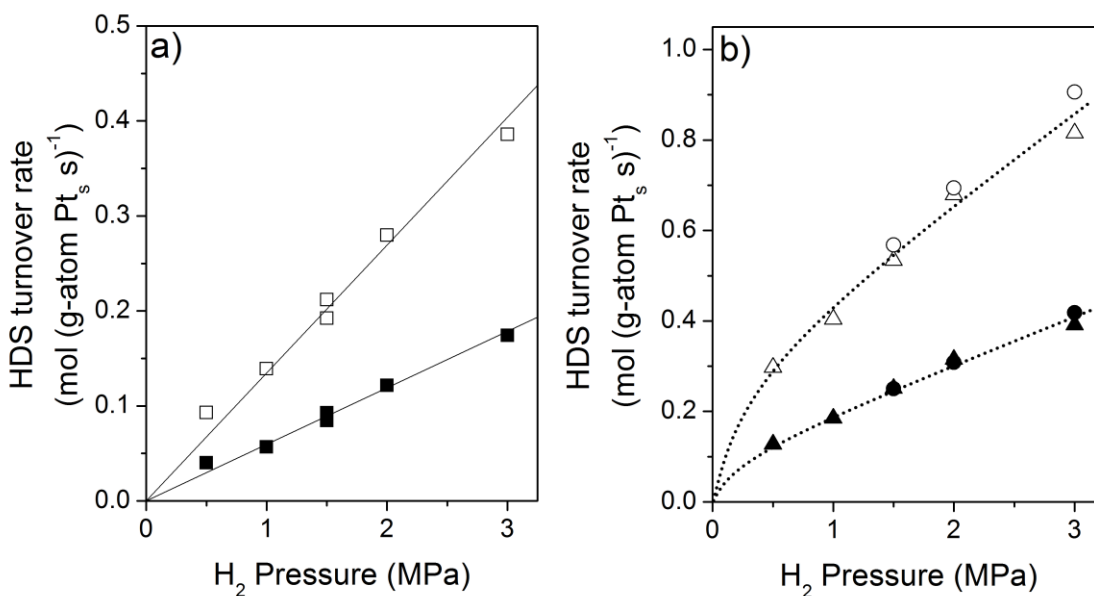 a)
HDS turnover rate
(mol (g-atom Pt_s s)^-1)
0.5
0.4
0.3
0.2
0.1
0.0
0 1 2 3
H₂ Pressure (MPa)
b)
HDS turnover rate
(mol (g-atom Pt_s s)^-1)
1.0
0.8
0.6
0.4
0.2
0.0
0 1 2 3
H₂ Pressure (MPa)